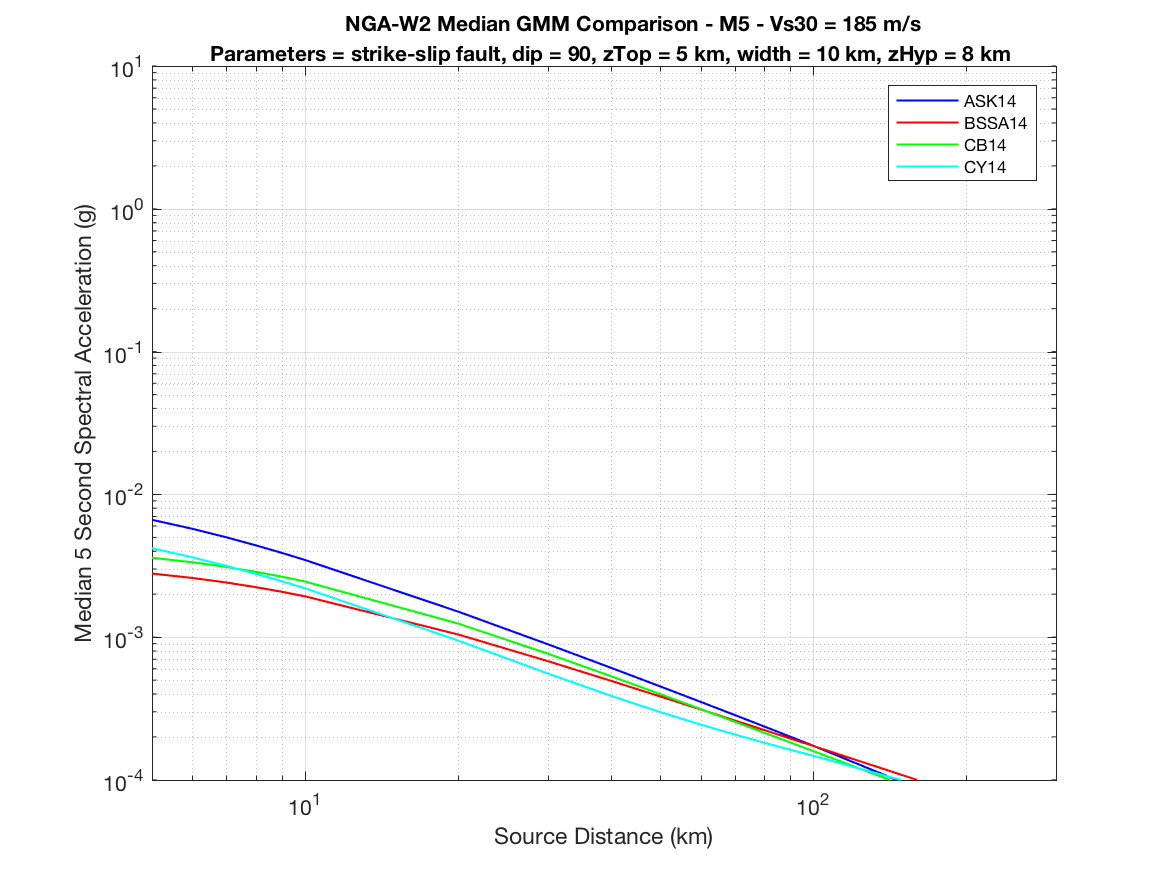 NGA-W2 Median GMM Comparison - M5 - Vs30 = 185 m/s
Parameters = strike-slip fault, dip = 90, zTop = 5 km, width = 10 km, zHyp = 8 km
ASK14
BSSA14
CB14
CY14
Median 5 Second Spectral Acceleration (g)
10^1
10^0
10^-1
10^-2
10^-3
10^-4
10^1
10^2
Source Distance (km)